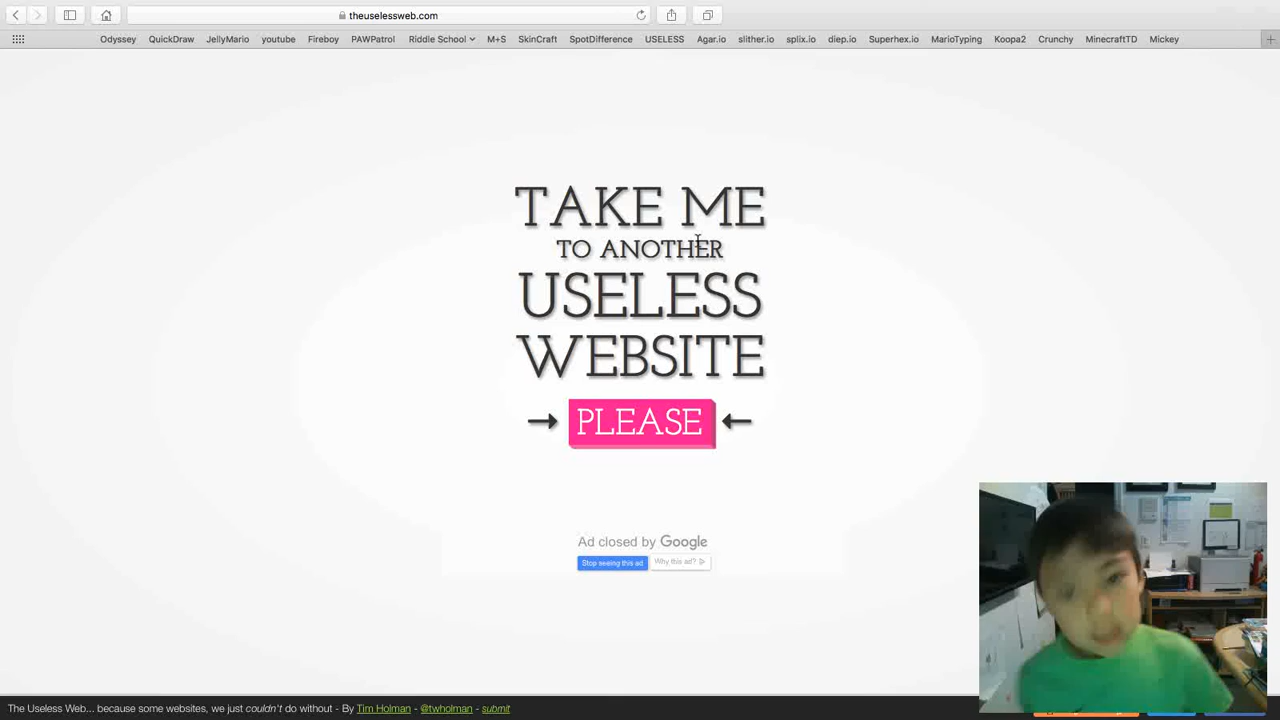 theuselessweb.com
Odyssey QuickDraw JellyMario youtube Fireboy PAWPatrol Riddle School M+S SkinCraft SpotDifference USELESS Agar.io slither.io splix.io diep.io Superhex.io MarioTyping Koopa2 Crunchy MinecraftTD Mickey
TAKE ME
TO ANOTHER
USELESS
WEBSITE
PLEASE
Ad closed by Google
Stop seeing this ad Why this ad?
The Useless Web... because some websites, we just couldn't do without - By Tim Holman - @twholman - submit